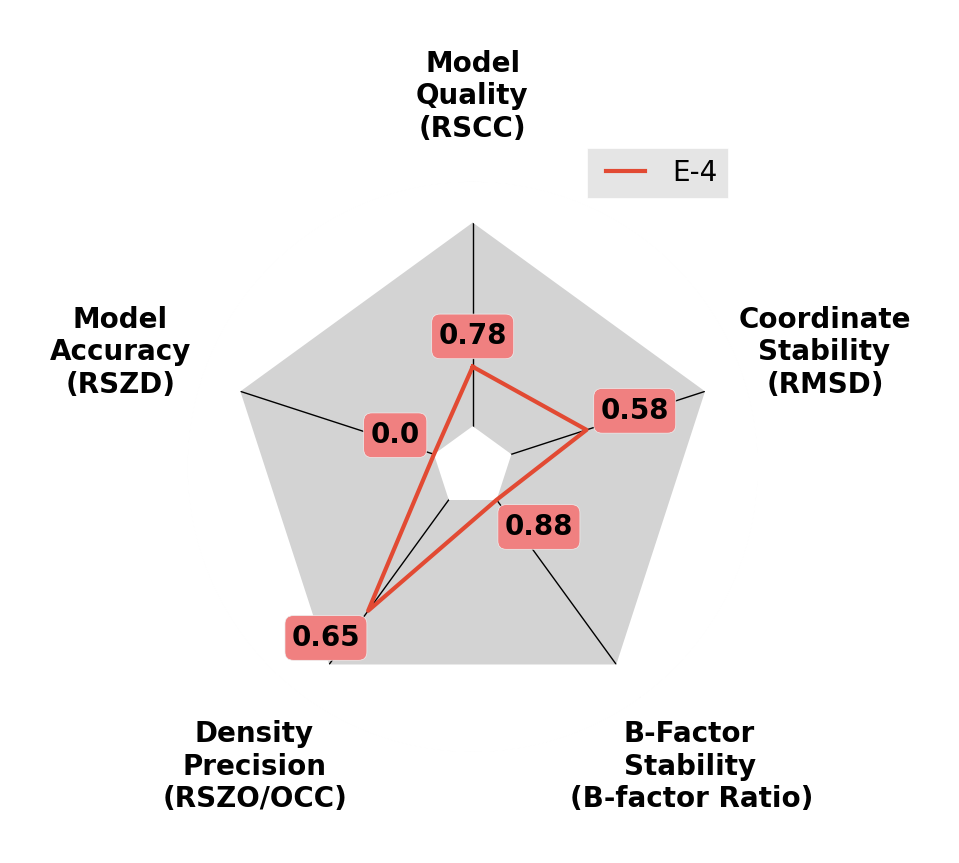 Model
Quality
(RSCC)
E-4
Model
Accuracy
(RSZD)
Coordinate
Stability
(RMSD)
0.78
0.58
0.0
0.88
0.65
Density
Precision
(RSZO/OCC)
B-Factor
Stability
(B-factor Ratio)